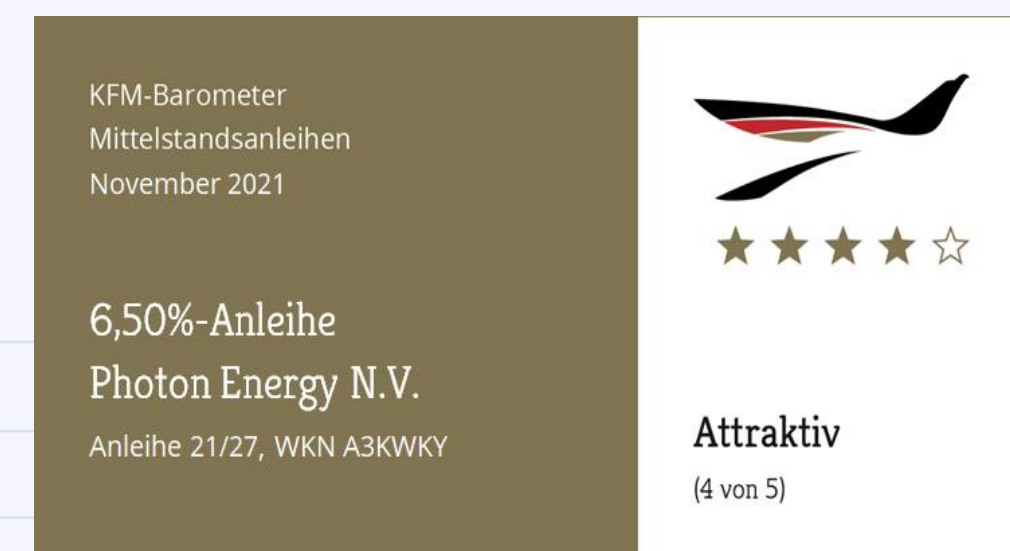 KFM-Barometer
Mittelstandsanleihen
November 2021
6,50%-Anleihe
Photon Energy N.V.
Anleihe 21/27, WKN A3KWKY
Attraktiv
(4 von 5)